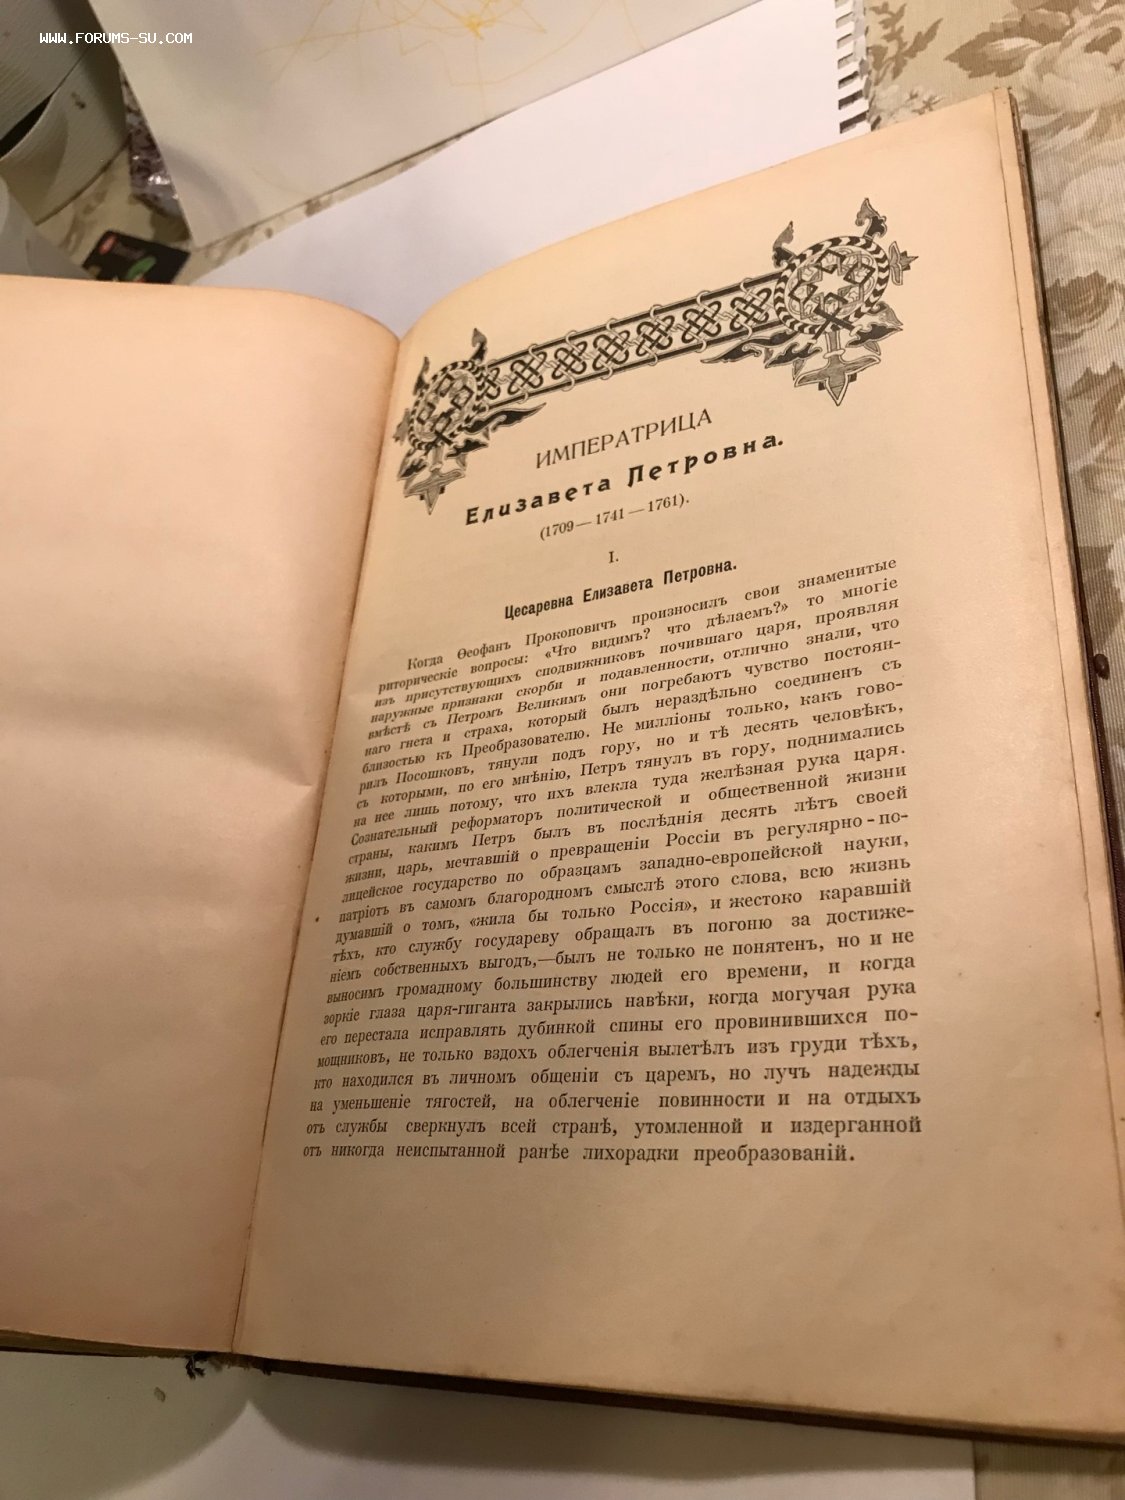 WWW.FORUMS-SU.COM
ИМПЕРАТРИЦА
Елизавета Петровна.
(1709—1741—1761).
I.
Цесаревна Елизавета Петровна.
Когда Ѳеофанъ Прокоповичъ произносилъ свои знаменитые
риторическіе вопросы: «Что видимъ? что дѣлаемъ?» то многіе
изъ присутствующихъ сподвижниковъ почившаго царя, проявляя
наружные признаки скорби и подавленности, отлично знали, что
вмѣстѣ съ Петромъ Великимъ они погребаютъ чувство постоян-
наго гнета и страха, который былъ нераздѣльно соединенъ съ
близостью къ Преобразователю. Не милліоны только, какъ гово-
рилъ Посошковъ, тянули подъ гору, но и тѣ десять человѣкъ,
съ которыми, по его мнѣнію, Петръ тянулъ въ гору, поднимались
на нее лишь потому, что ихъ влекла туда желѣзная рука царя.
Сознательный реформаторъ политической и общественной жизни
страны, какимъ Петръ былъ въ послѣднія десять лѣтъ своей
жизни, царь, мечтавшій о превращеніи Россіи въ регулярно-по-
лицейское государство по образцамъ западно-европейской науки,
патріотъ въ самомъ благородномъ смыслѣ этого слова, всю жизнь
думавшій о томъ, «жила бы только Россія», и жестоко каравшій
тѣхъ, кто службу государеву обращалъ въ погоню за достиже-
ніемъ собственныхъ выгодъ,—былъ не только не понятенъ, но и не
выносимъ громадному большинству людей его времени, и когда
зоркіе глаза царя-гиганта закрылись навѣки, когда могучая рука
его перестала исправлять дубинкой спины его провинившихся по-
мощниковъ, не только вздохъ облегченія вылетѣлъ изъ груди тѣхъ,
кто находился въ личномъ общеніи съ царемъ, но лучъ надежды
на уменьшеніе тягостей, на облегченіе повинности и на отдыхъ
отъ службы сверкнулъ всей странѣ, утомленной и издерганной
отъ никогда неиспытанной ранѣе лихорадки преобразованій.